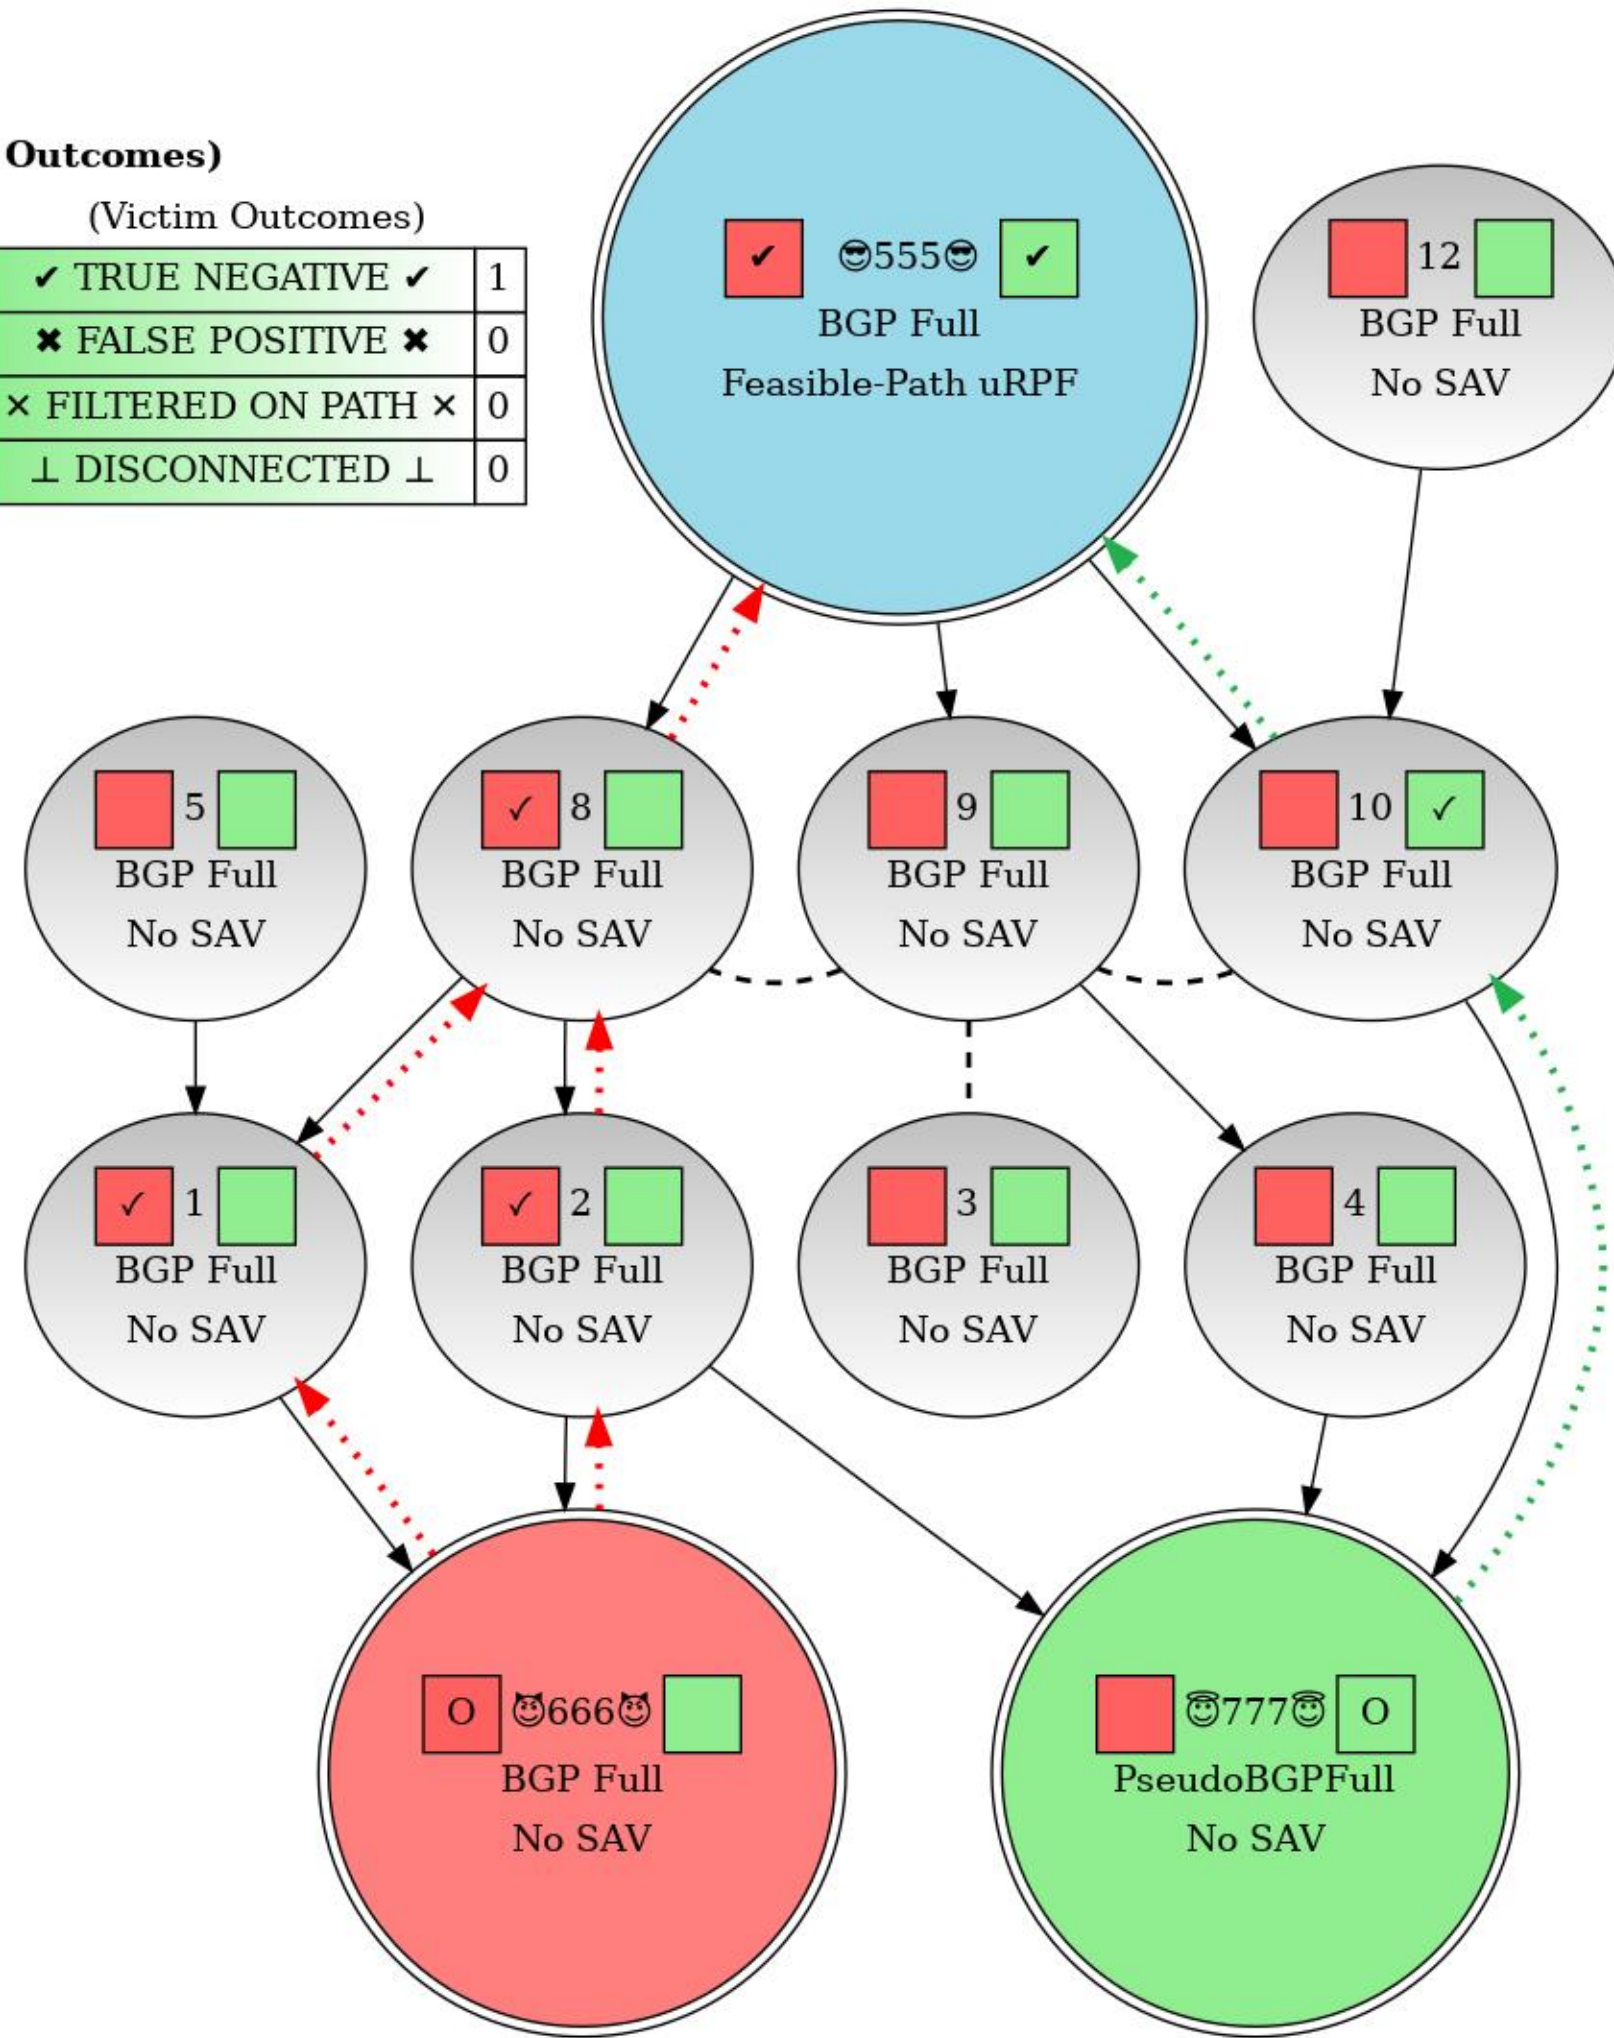 Outcomes)
(Victim Outcomes)
✔ TRUE NEGATIVE ✔ 1
✖ FALSE POSITIVE ✖ 0
✕ FILTERED ON PATH ✕ 0
⊥ DISCONNECTED ⊥ 0
✔ 😎555😎 ✔
BGP Full
Feasible-Path uRPF
12
BGP Full
No SAV
5
BGP Full
No SAV
✓ 8
BGP Full
No SAV
9
BGP Full
No SAV
10 ✓
BGP Full
No SAV
✓ 1
BGP Full
No SAV
✓ 2
BGP Full
No SAV
3
BGP Full
No SAV
4
BGP Full
No SAV
O 😈666😈
BGP Full
No SAV
😇777😇 O
PseudoBGPFull
No SAV